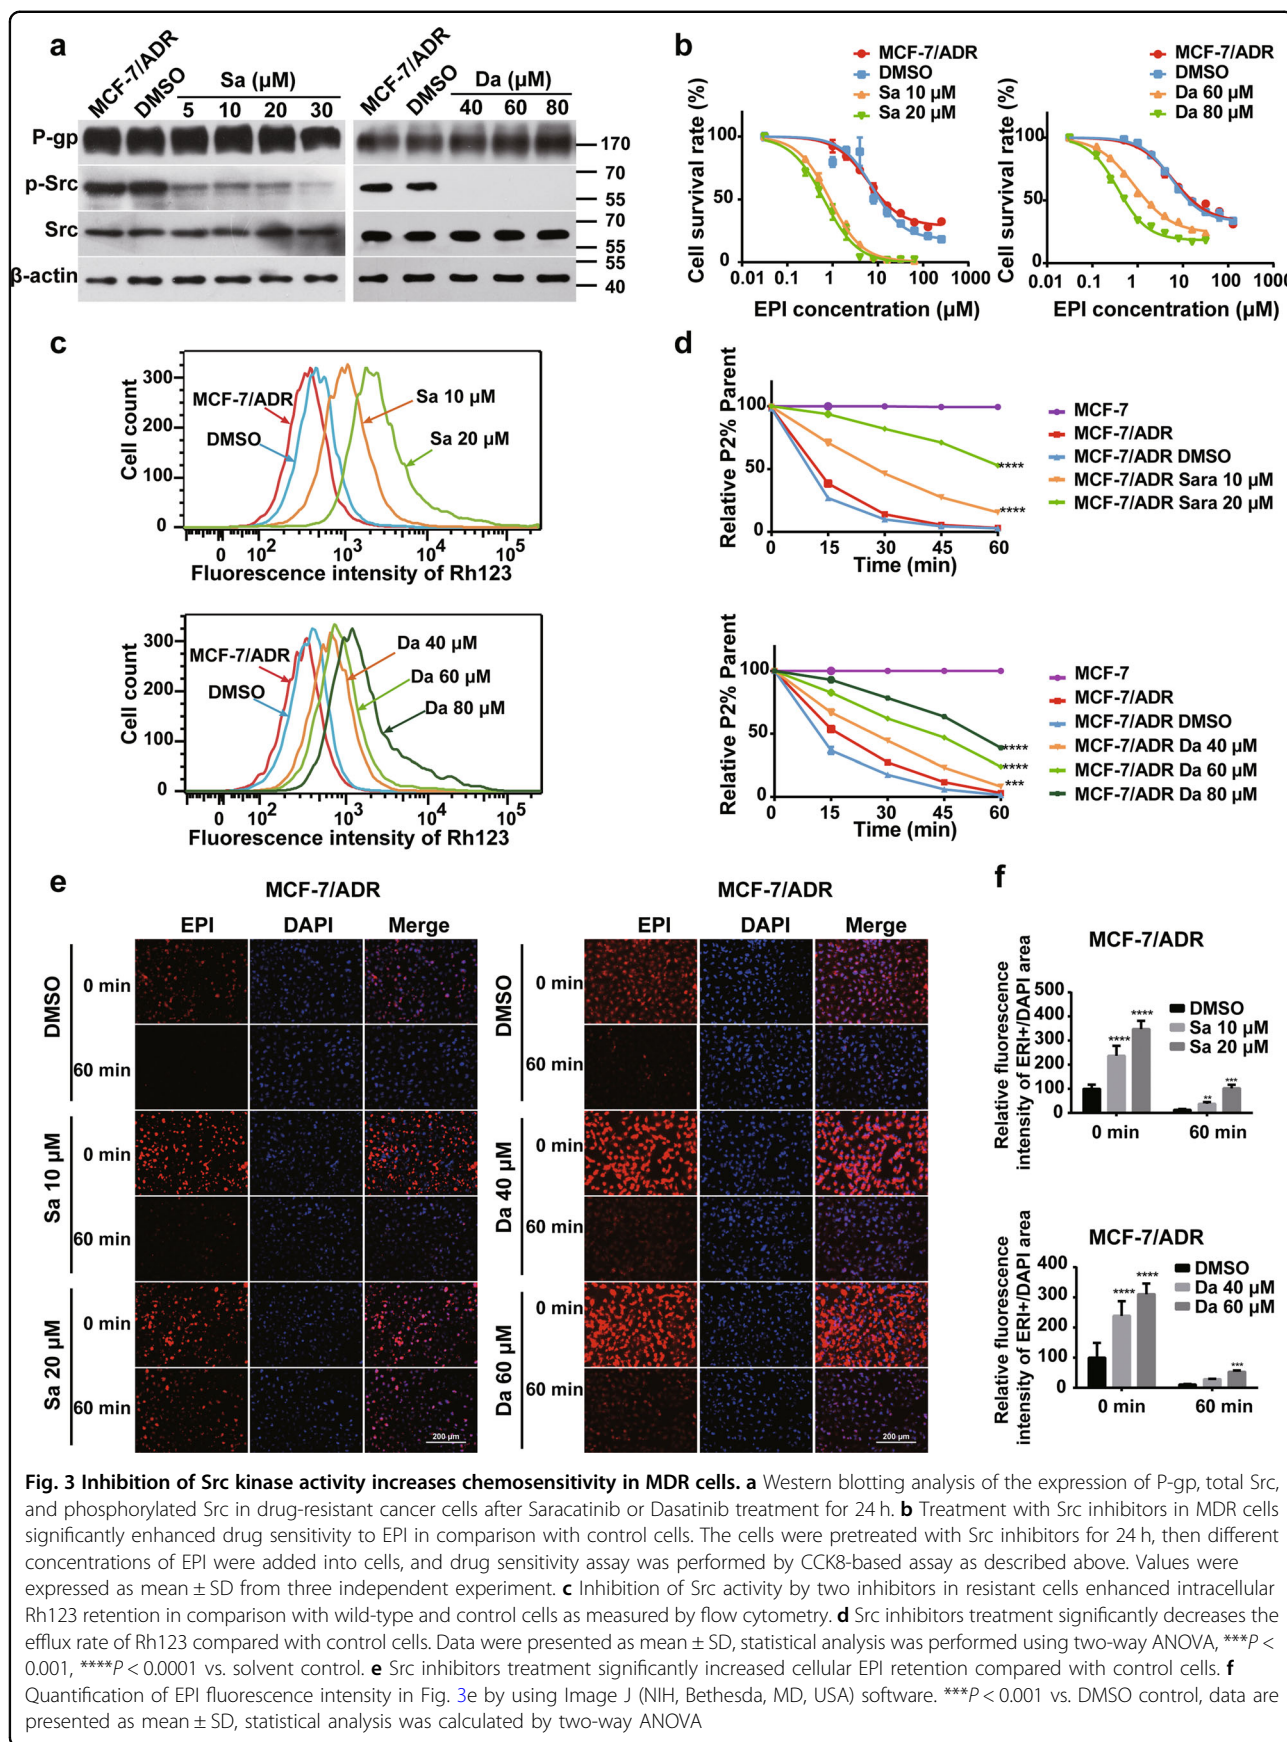 a
MCF-7/ADR
DMSO
Sa (µM)
5 10 20 30
MCF-7/ADR
DMSO
Da (µM)
40 60 80
P-gp
170
p-Src
70
55
Src
70
55
β-actin
40
b
MCF-7/ADR
DMSO
Sa 10 µM
Sa 20 µM
Cell survival rate (%)
100
50
0
0.01 0.1 1 10 100 1000
EPI concentration (µM)
MCF-7/ADR
DMSO
Da 60 µM
Da 80 µM
Cell survival rate (%)
100
50
0
0.01 0.1 1 10 100 1000
EPI concentration (µM)
c
Cell count
300
200
100
0
MCF-7/ADR
DMSO
Sa 10 µM
Sa 20 µM
0 10² 10³ 10⁴ 10⁵
Fluorescence intensity of Rh123
Cell count
300
200
100
0
MCF-7/ADR
DMSO
Da 40 µM
Da 60 µM
Da 80 µM
0 10² 10³ 10⁴ 10⁵
Fluorescence intensity of Rh123
d
Relative P2% Parent
100
50
0
0 15 30 45 60
Time (min)
****
****
MCF-7
MCF-7/ADR
MCF-7/ADR DMSO
MCF-7/ADR Sara 10 µM
MCF-7/ADR Sara 20 µM
Relative P2% Parent
100
50
0
0 15 30 45 60
Time (min)
****
****
***
MCF-7
MCF-7/ADR
MCF-7/ADR DMSO
MCF-7/ADR Da 40 µM
MCF-7/ADR Da 60 µM
MCF-7/ADR Da 80 µM
e
MCF-7/ADR
EPI DAPI Merge
DMSO
0 min
60 min
Sa 10 µM
0 min
60 min
Sa 20 µM
0 min
60 min
200 µm
MCF-7/ADR
EPI DAPI Merge
DMSO
0 min
60 min
Da 40 µM
0 min
60 min
Da 60 µM
0 min
60 min
200 µm
f
MCF-7/ADR
Relative fluorescence
intensity of ERI+/DAPI area
500
400
300
200
100
0
DMSO
Sa 10 µM
Sa 20 µM
****
****
**
***
0 min 60 min
MCF-7/ADR
Relative fluorescence
intensity of ERI+/DAPI area
400
300
200
100
0
DMSO
Da 40 µM
Da 60 µM
****
****
***
0 min 60 min
Fig. 3 Inhibition of Src kinase activity increases chemosensitivity in MDR cells. a Western blotting analysis of the expression of P-gp, total Src,
and phosphorylated Src in drug-resistant cancer cells after Saracatinib or Dasatinib treatment for 24 h. b Treatment with Src inhibitors in MDR cells
significantly enhanced drug sensitivity to EPI in comparison with control cells. The cells were pretreated with Src inhibitors for 24 h, then different
concentrations of EPI were added into cells, and drug sensitivity assay was performed by CCK8-based assay as described above. Values were
expressed as mean ± SD from three independent experiment. c Inhibition of Src activity by two inhibitors in resistant cells enhanced intracellular
Rh123 retention in comparison with wild-type and control cells as measured by flow cytometry. d Src inhibitors treatment significantly decreases the
efflux rate of Rh123 compared with control cells. Data were presented as mean ± SD, statistical analysis was performed using two-way ANOVA, ***P <
0.001, ****P < 0.0001 vs. solvent control. e Src inhibitors treatment significantly increased cellular EPI retention compared with control cells. f
Quantification of EPI fluorescence intensity in Fig. 3e by using Image J (NIH, Bethesda, MD, USA) software. ***P < 0.001 vs. DMSO control, data are
presented as mean ± SD, statistical analysis was calculated by two-way ANOVA